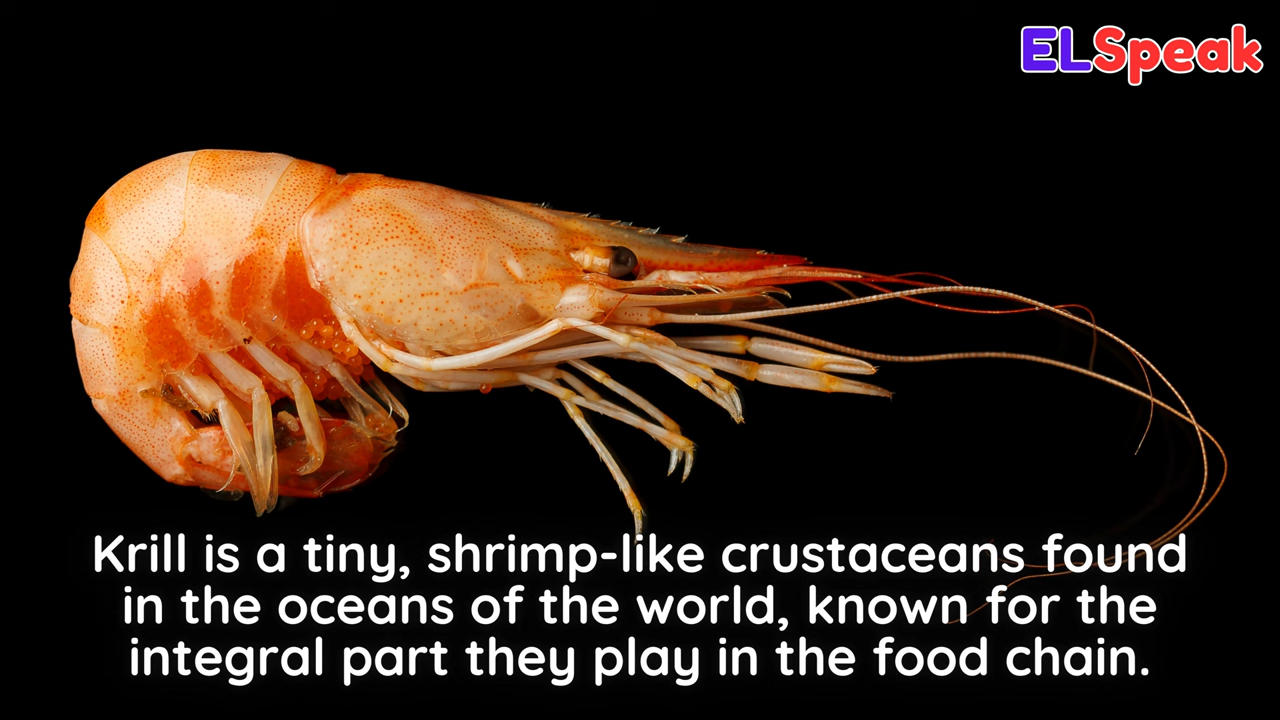 ELSpeak
Krill is a tiny, shrimp-like crustaceans found
in the oceans of the world, known for the
integral part they play in the food chain.